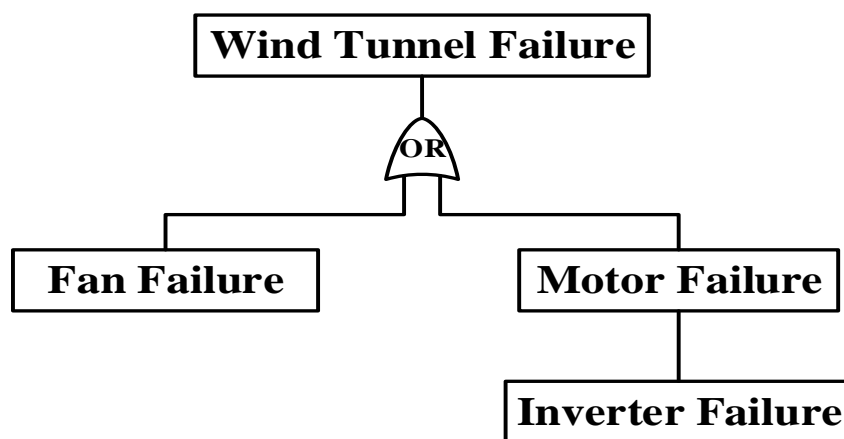 Wind Tunnel Failure
OR
Fan Failure
Motor Failure
Inverter Failure